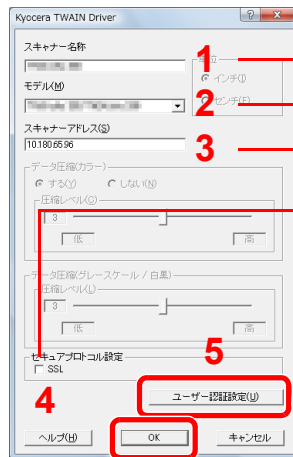 Kyocera TWAIN Driver
スキャナー名称
1
単位
インチ(I)
モデル(M)
2
センチ(E)
スキャナーアドレス(S)
3
10.180.65.96
データ圧縮(カラー)
する(Y)
しない(N)
圧縮レベル(O)
3
低
高
データ圧縮(グレースケール / 白黒)
圧縮レベル(L)
3
低
高
セキュアプロトコル設定
5
SSL
4
ユーザー認証設定(U)
ヘルプ(H)
OK
キャンセル